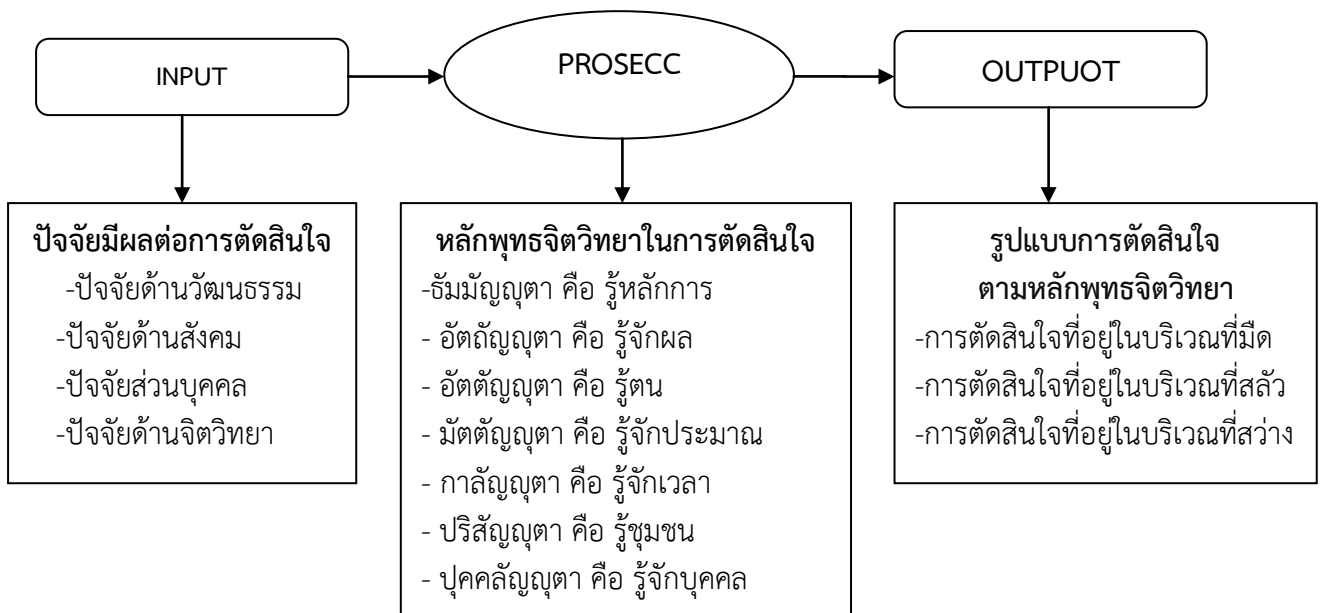 INPUT
PROSECC
OUTPUOT
ปัจจัยมีผลต่อการตัดสินใจ
-ปัจจัยด้านวัฒนธรรม
-ปัจจัยด้านสังคม
-ปัจจัยส่วนบุคคล
-ปัจจัยด้านจิตวิทยา
หลักพุทธจิตวิทยาในการตัดสินใจ
-ธัมมัญญุตา คือ รู้หลักการ
- อัตถัญญุตา คือ รู้จักผล
- อัตตัญญุตา คือ รู้ตน
- มัตตัญญุตา คือ รู้จักประมาณ
- กาลัญญุตา คือ รู้จักเวลา
- ปริสัญญุตา คือ รู้ชุมชน
- ปุคคลัญญุตา คือ รู้จักบุคคล
รูปแบบการตัดสินใจ
ตามหลักพุทธจิตวิทยา
-การตัดสินใจที่อยู่ในบริเวณที่มืด
-การตัดสินใจที่อยู่ในบริเวณที่สลัว
-การตัดสินใจที่อยู่ในบริเวณที่สว่าง